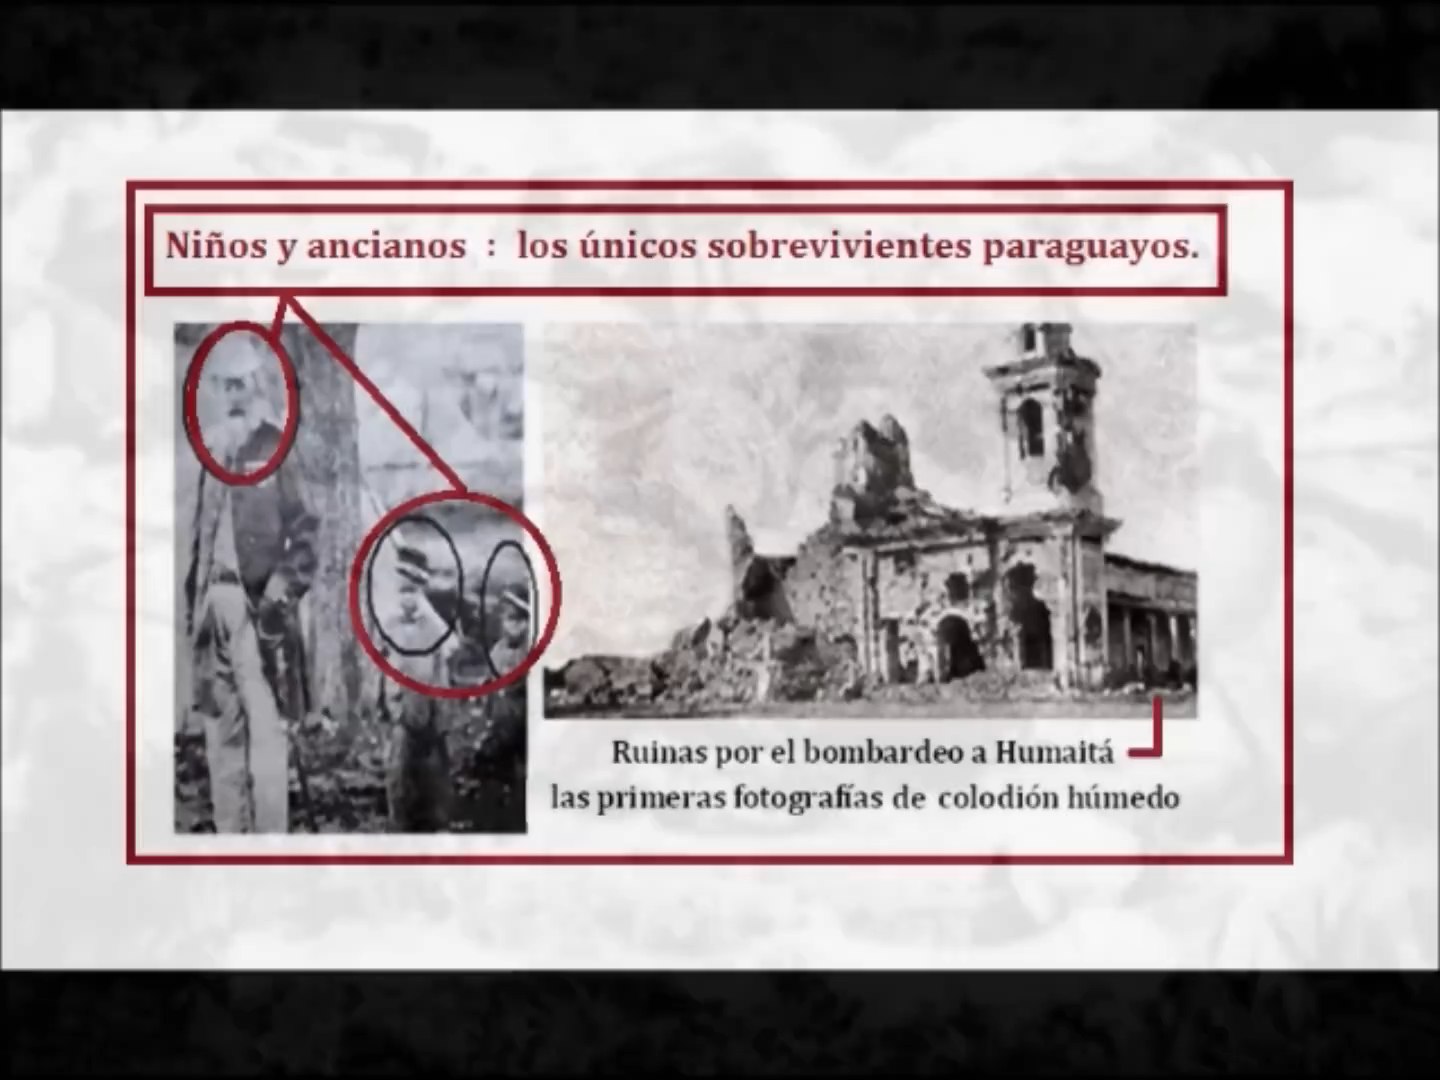 Niños y ancianos : los únicos sobrevivientes paraguayos.
Ruinas por el bombardeo a Humaitá
las primeras fotografías de colodión húmedo